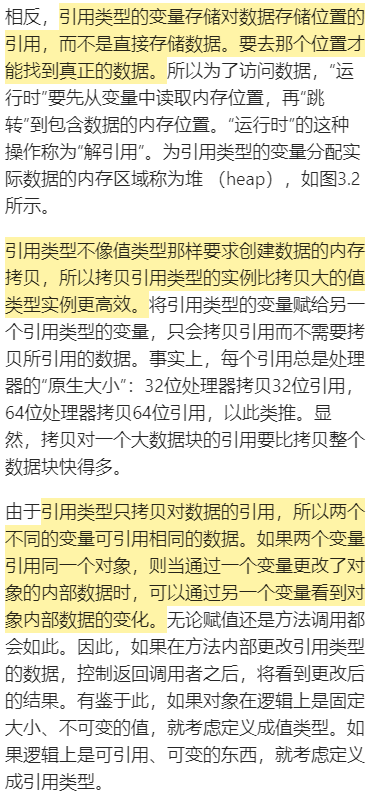 相反，引用类型的变量存储对数据存储位置的
引用，而不是直接存储数据。要去那个位置才
能找到真正的数据。所以为了访问数据，“运
行时”要先从变量中读取内存位置，再“跳
转”到包含数据的内存位置。“运行时”的这种
操作称为“解引用”。为引用类型的变量分配实
际数据的内存区域称为堆 （heap），如图3.2
所示。
引用类型不像值类型那样要求创建数据的内存
拷贝，所以拷贝引用类型的实例比拷贝大的值
类型实例更高效。将引用类型的变量赋给另一
个引用类型的变量，只会拷贝引用而不需要拷
贝所引用的数据。事实上，每个引用总是处理
器的“原生大小”：32位处理器拷贝32位引用，
64位处理器拷贝64位引用，以此类推。显
然，拷贝对一个大数据块的引用要比拷贝整个
数据块快得多。
由于引用类型只拷贝对数据的引用，所以两个
不同的变量可引用相同的数据。如果两个变量
引用同一个对象，则当通过一个变量更改了对
象的内部数据时，可以通过另一个变量看到对
象内部数据的变化。无论赋值还是方法调用都
会如此。因此，如果在方法内部更改引用类型
的数据，控制返回调用者之后，将看到更改后
的结果。有鉴于此，如果对象在逻辑上是固定
大小、不可变的值，就考虑定义成值类型。如
果逻辑上是可引用、可变的东西，就考虑定义
成引用类型。